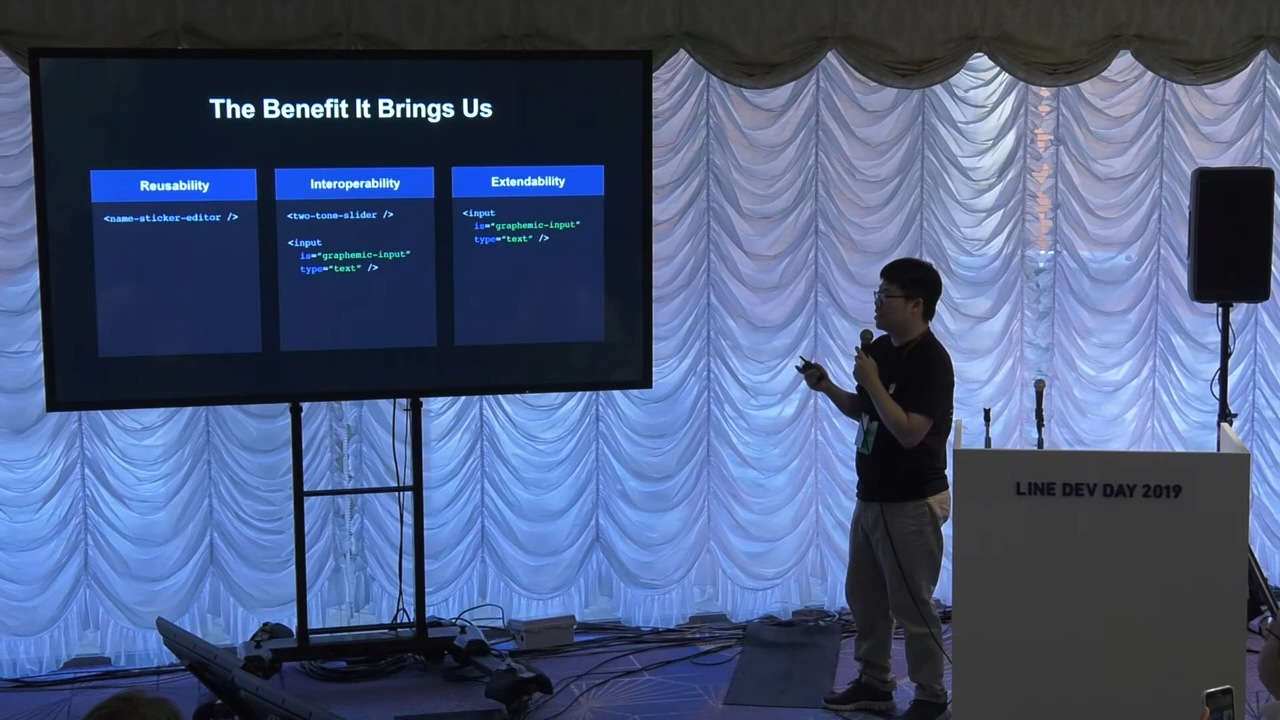 The Benefit It Brings Us
Reusability
<name-sticker-editor />
Interoperability
<two-tone-slider />
<input
is="graphemic-input"
type="text" />
Extendability
<input
is="graphemic-input"
type="text" />
LINE DEV DAY 2019